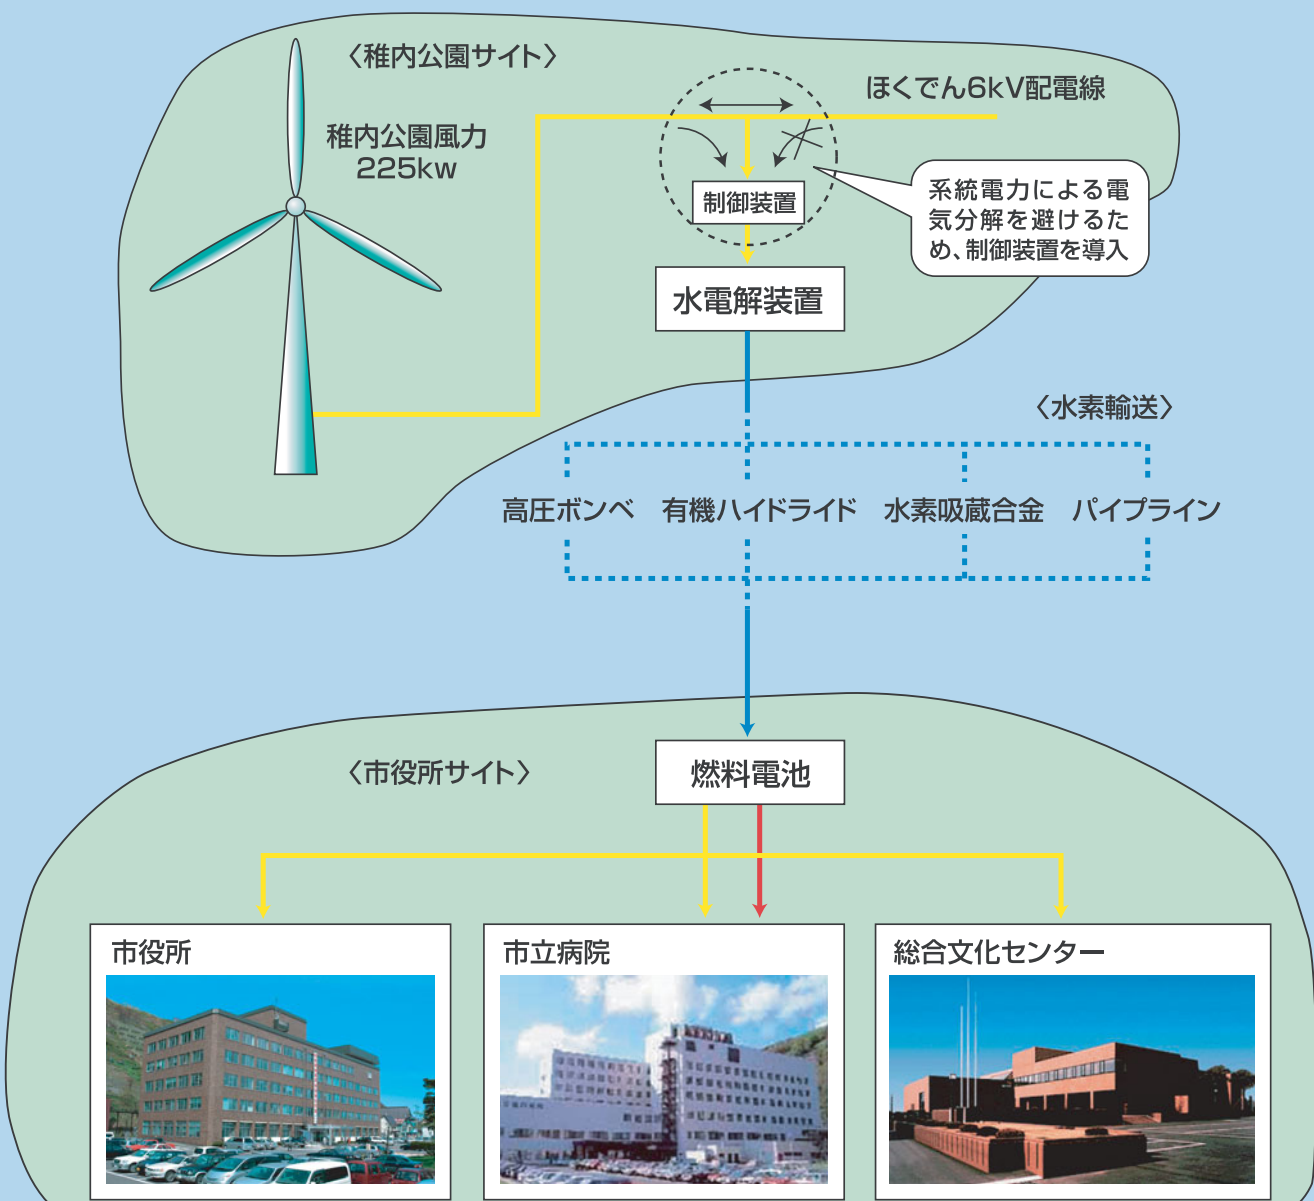 〈稚内公園サイト〉
ほくでん6kV配電線
稚内公園風力
225kw
制御装置
系統電力による電
気分解を避けるた
め、制御装置を導入
水電解装置
〈水素輸送〉
高圧ボンベ 有機ハイドライド 水素吸蔵合金 パイプライン
〈市役所サイト〉
燃料電池
市役所 市立病院 総合文化センター